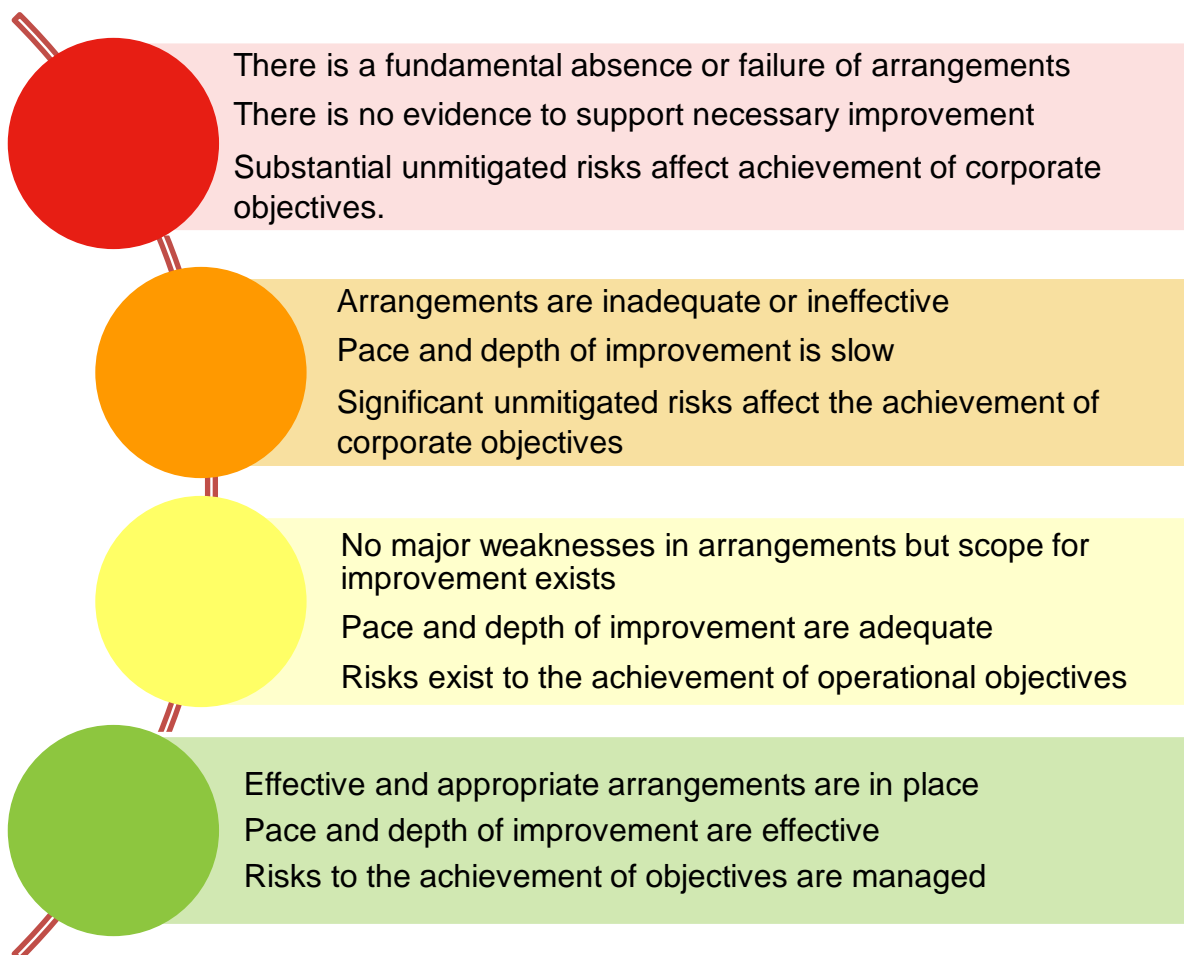 There is a fundamental absence or failure of arrangements
There is no evidence to support necessary improvement
Substantial unmitigated risks affect achievement of corporate
objectives.
Arrangements are inadequate or ineffective
Pace and depth of improvement is slow
Significant unmitigated risks affect the achievement of
corporate objectives
No major weaknesses in arrangements but scope for
improvement exists
Pace and depth of improvement are adequate
Risks exist to the achievement of operational objectives
Effective and appropriate arrangements are in place
Pace and depth of improvement are effective
Risks to the achievement of objectives are managed